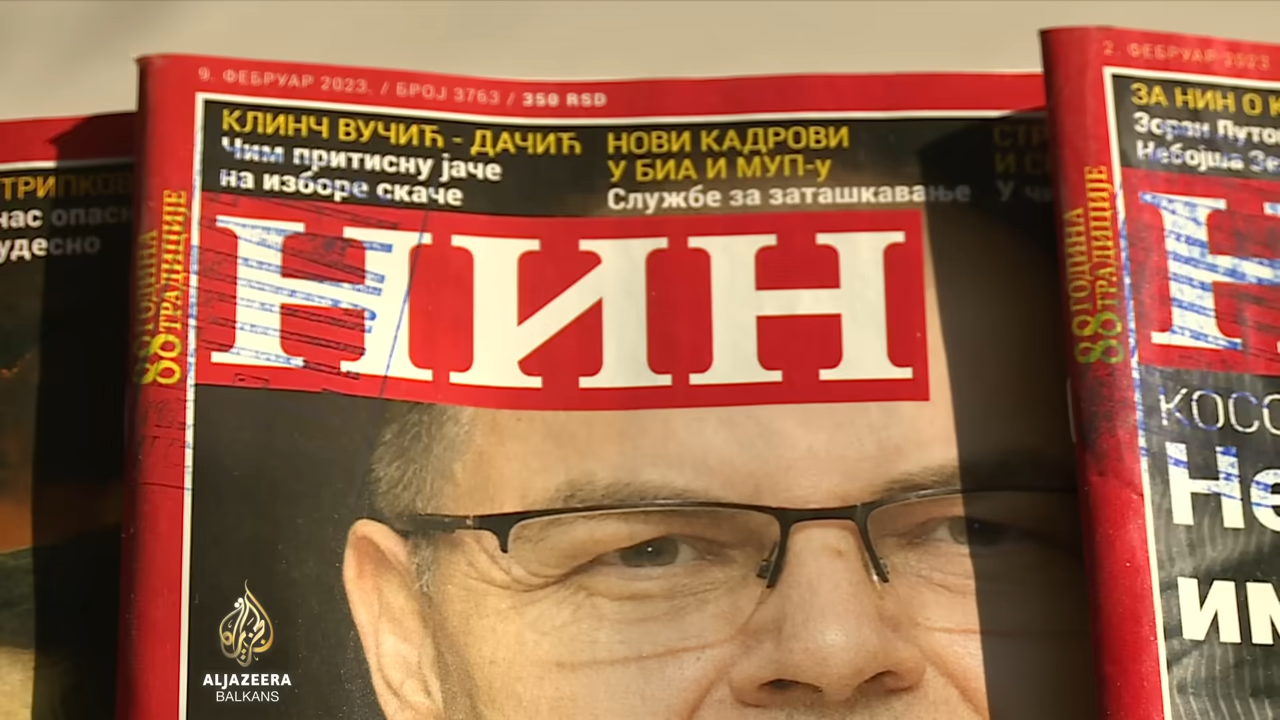 9. ФЕБРУАР 2023. / БРОЈ 3763 / 350 RSD
КЛИНЧ ВУЧИЋ - ДАЧИЋ
Чим притисну јаче
на изборе скаче
НОВИ КАДРОВИ
У БИА И МУП-у
Службе за заташкавање
НИН
88 ГОДИНА
ТРАДИЦИЈЕ
2. ФЕБРУАР 2023
ЗА НИН О
Зоран
Небојша
88 ГОДИНА
ТРАДИЦИЈЕ
нас
ALJAZEERA
BALKANS